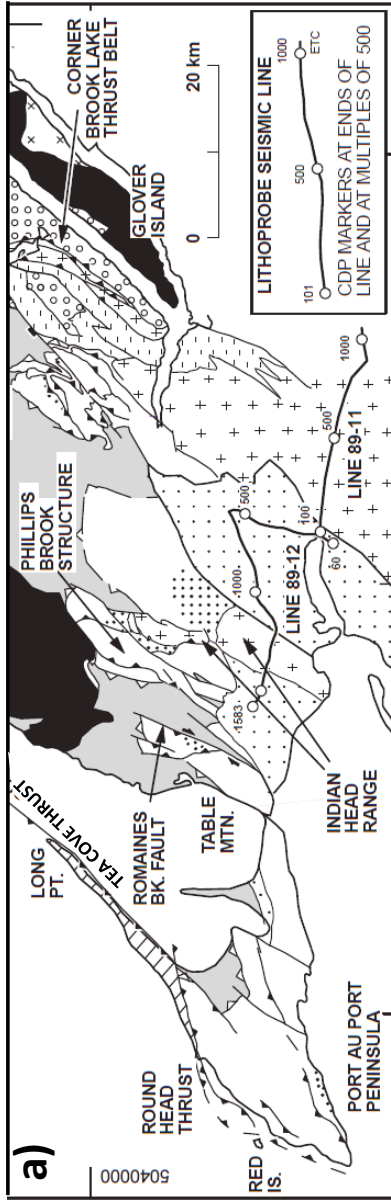 a)
5040000
RED
IS.
ROUND
HEAD
THRUST
PORT AU PORT
PENINSULA
LONG
PT.
TEA COVE THRUST
ROMAINES
BK. FAULT
TABLE
MTN.
INDIAN
HEAD
RANGE
PHILLIPS
BROOK
STRUCTURE
1583
1000
500
LINE 89-12
100
60
500
1000
LINE 89-11
CORNER
BROOK LAKE
THRUST BELT
GLOVER
ISLAND
0
20 km
LITHOPROBE SEISMIC LINE
101
500
1000
ETC
CDP MARKERS AT ENDS OF
LINE AND AT MULTIPLES OF 500